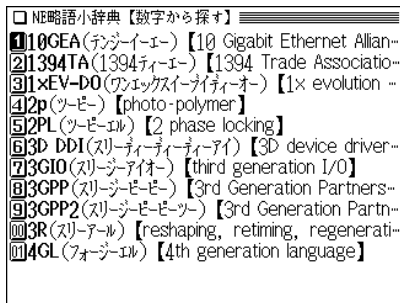 □ NE略語小辞典【数字から探す】
1 10GEA(テンジーイーエー)【10 Gigabit Ethernet Allian…
2 1394TA(1394ティーエー)【1394 Trade Associatio…
3 1xEV-DO(ワンエックスイーブイディーオー)【1× evolution …
4 2p(ツーピー)【photo-polymer】
5 2PL(ツーピーエル)【2 phase locking】
6 3D DDI(スリーディーディーディーアイ)【3D device driver…
7 3GIO(スリージーアイオー)【third generation I/O】
8 3GPP(スリージーピーピー)【3rd Generation Partners…
9 3GPP2(スリージーピーピーツー)【3rd Generation Partn…
00 3R(スリーアール)【reshaping, retiming, regenerati…
01 4GL(フォージーエル)【4th generation language】